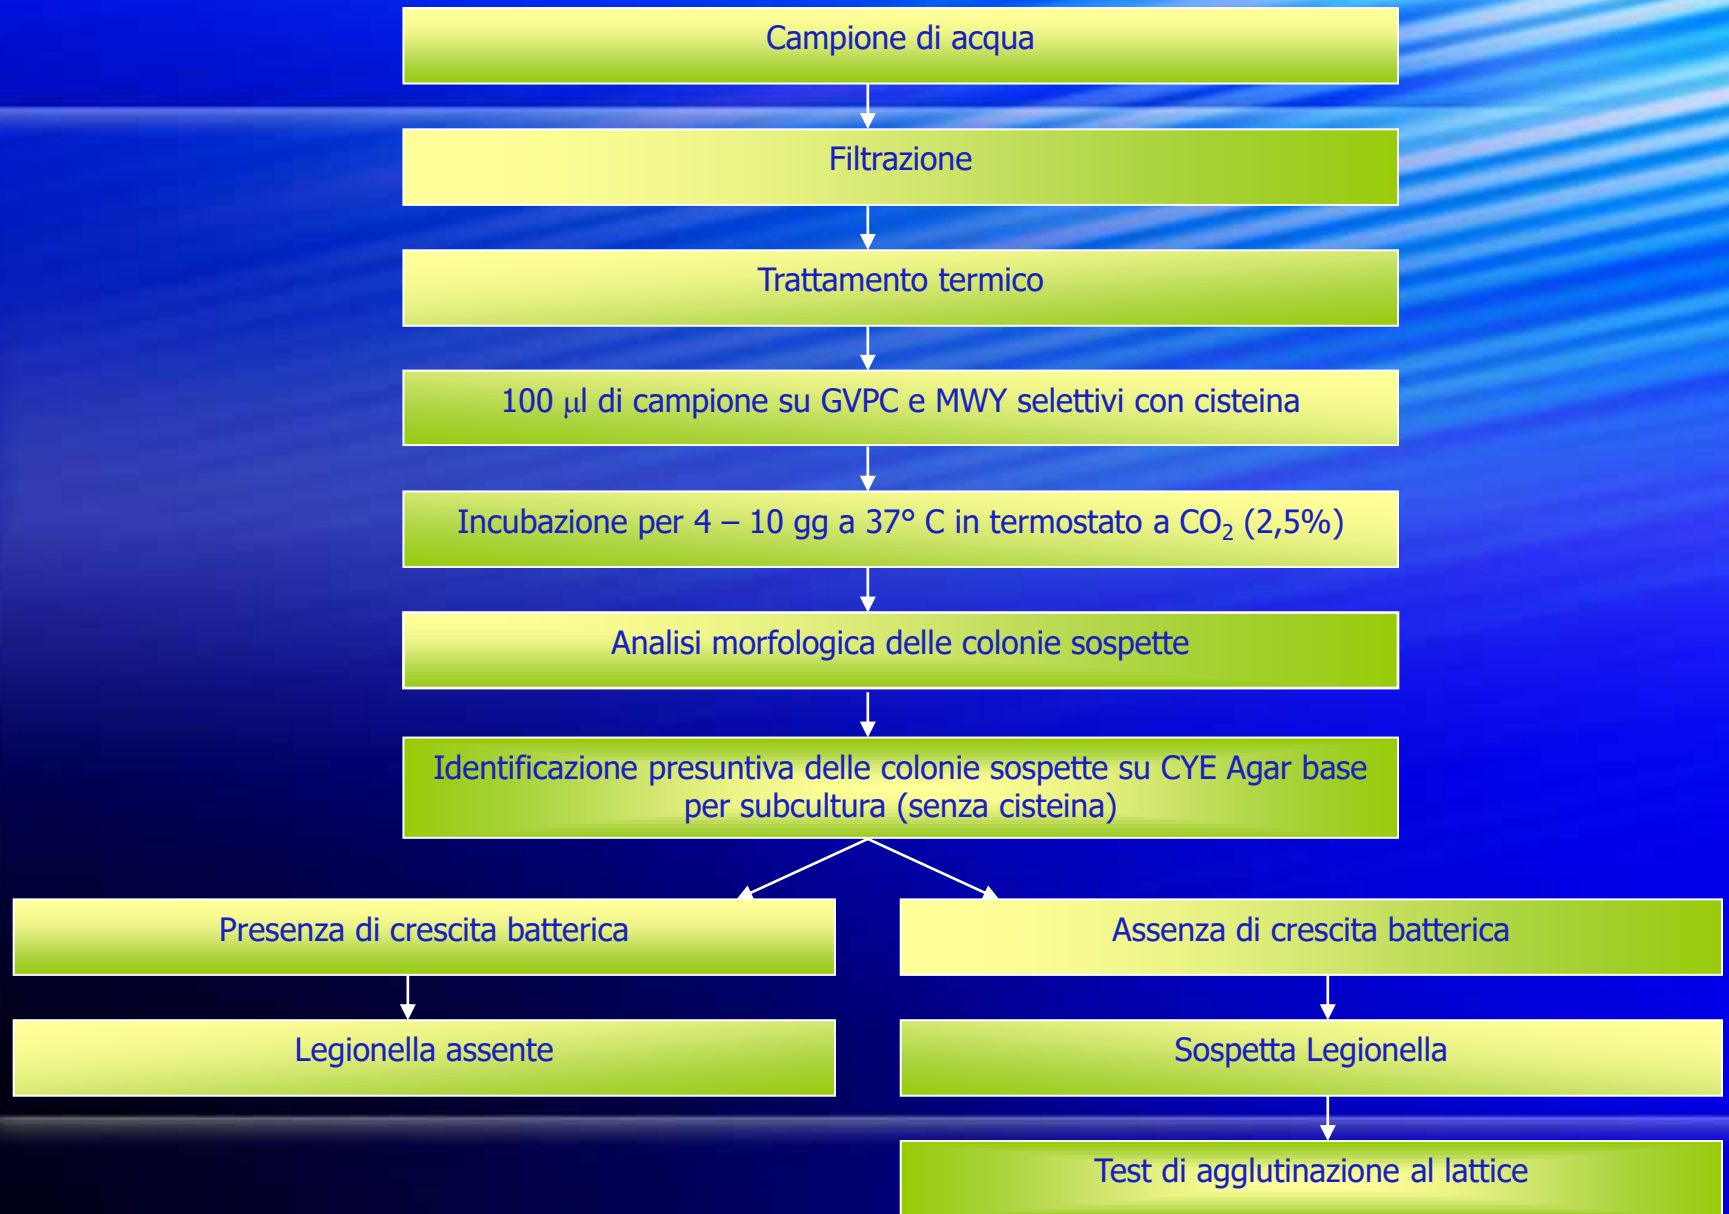 Campione di acqua
Filtrazione
Trattamento termico
100 μl di campione su GVPC e MWY selettivi con cisteina
Incubazione per 4 – 10 gg a 37° C in termostato a CO₂ (2,5%)
Analisi morfologica delle colonie sospette
Identificazione presuntiva delle colonie sospette su CYE Agar base
per subcultura (senza cisteina)
Presenza di crescita batterica
Assenza di crescita batterica
Legionella assente
Sospetta Legionella
Test di agglutinazione al lattice